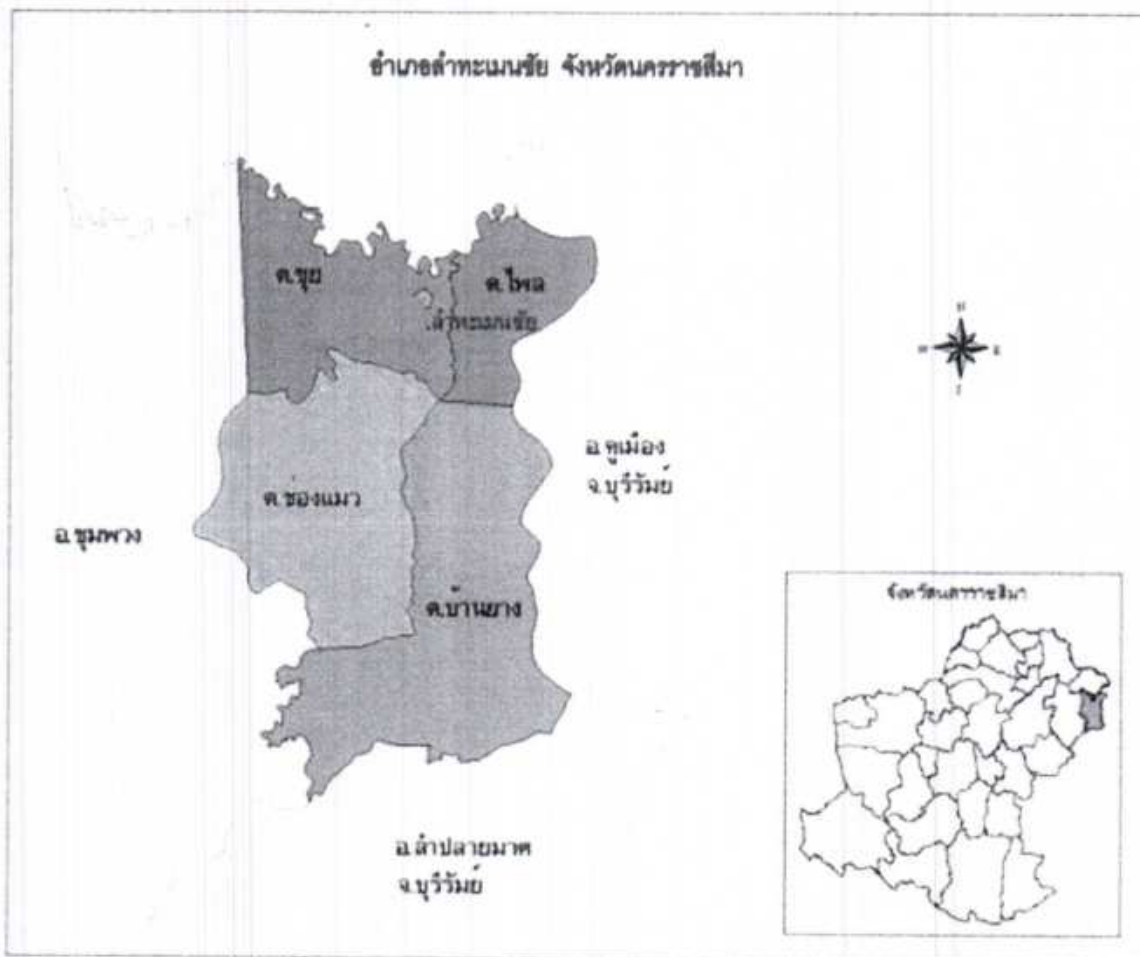 อำเภอลำทะเมนชัย จังหวัดนครราชสีมา
ต.ขุย
ต.ไพล
ลำทะเมนชัย
N
W
E
อ.คูเมือง
จ.บุรีรัมย์
ต.ช่องแมว
อ.ชุมพวง
จังหวัดนครราชสีมา
ต.บ้านยาง
อ.ลำปลายมาศ
จ.บุรีรัมย์